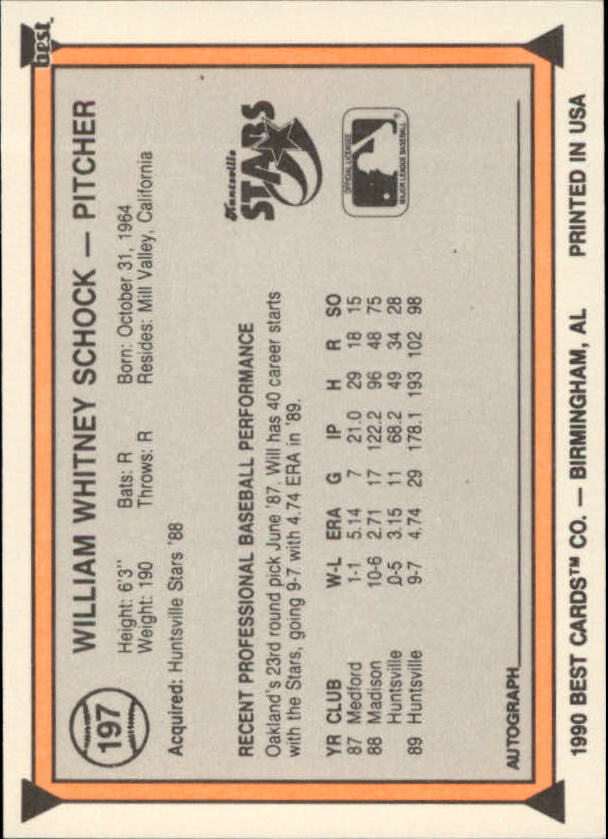 best
197
WILLIAM WHITNEY SCHOCK — PITCHER
Height: 6'3" Bats: R Born: October 31, 1964
Weight: 190 Throws: R Resides: Mill Valley, California
Acquired: Huntsville Stars '88
Huntsville
STARS
RECENT PROFESSIONAL BASEBALL PERFORMANCE
Oakland's 23rd round pick June '87. Will has 40 career starts
with the Stars, going 9-7 with 4.74 ERA in '89.
OFFICIAL LICENSEE
MAJOR LEAGUE BASEBALL®
YR CLUB W-L ERA G IP H R SO
87 Medford 1-1 5.14 7 21.0 29 18 15
88 Madison 10-6 2.71 17 122.2 96 48 75
Huntsville 0-5 3.15 11 68.2 49 34 28
89 Huntsville 9-7 4.74 29 178.1 193 102 98
AUTOGRAPH
1990 BEST CARDS™ CO. — BIRMINGHAM, AL PRINTED IN USA